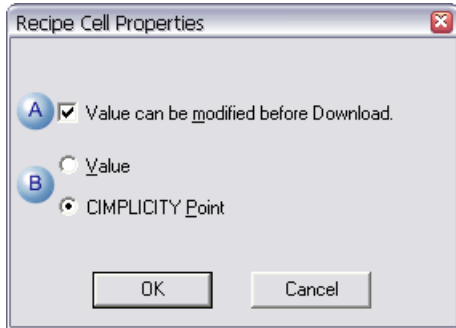 Recipe Cell Properties
A
Value can be modified before Download.
B
Value
CIMPLICITY Point
OK
Cancel